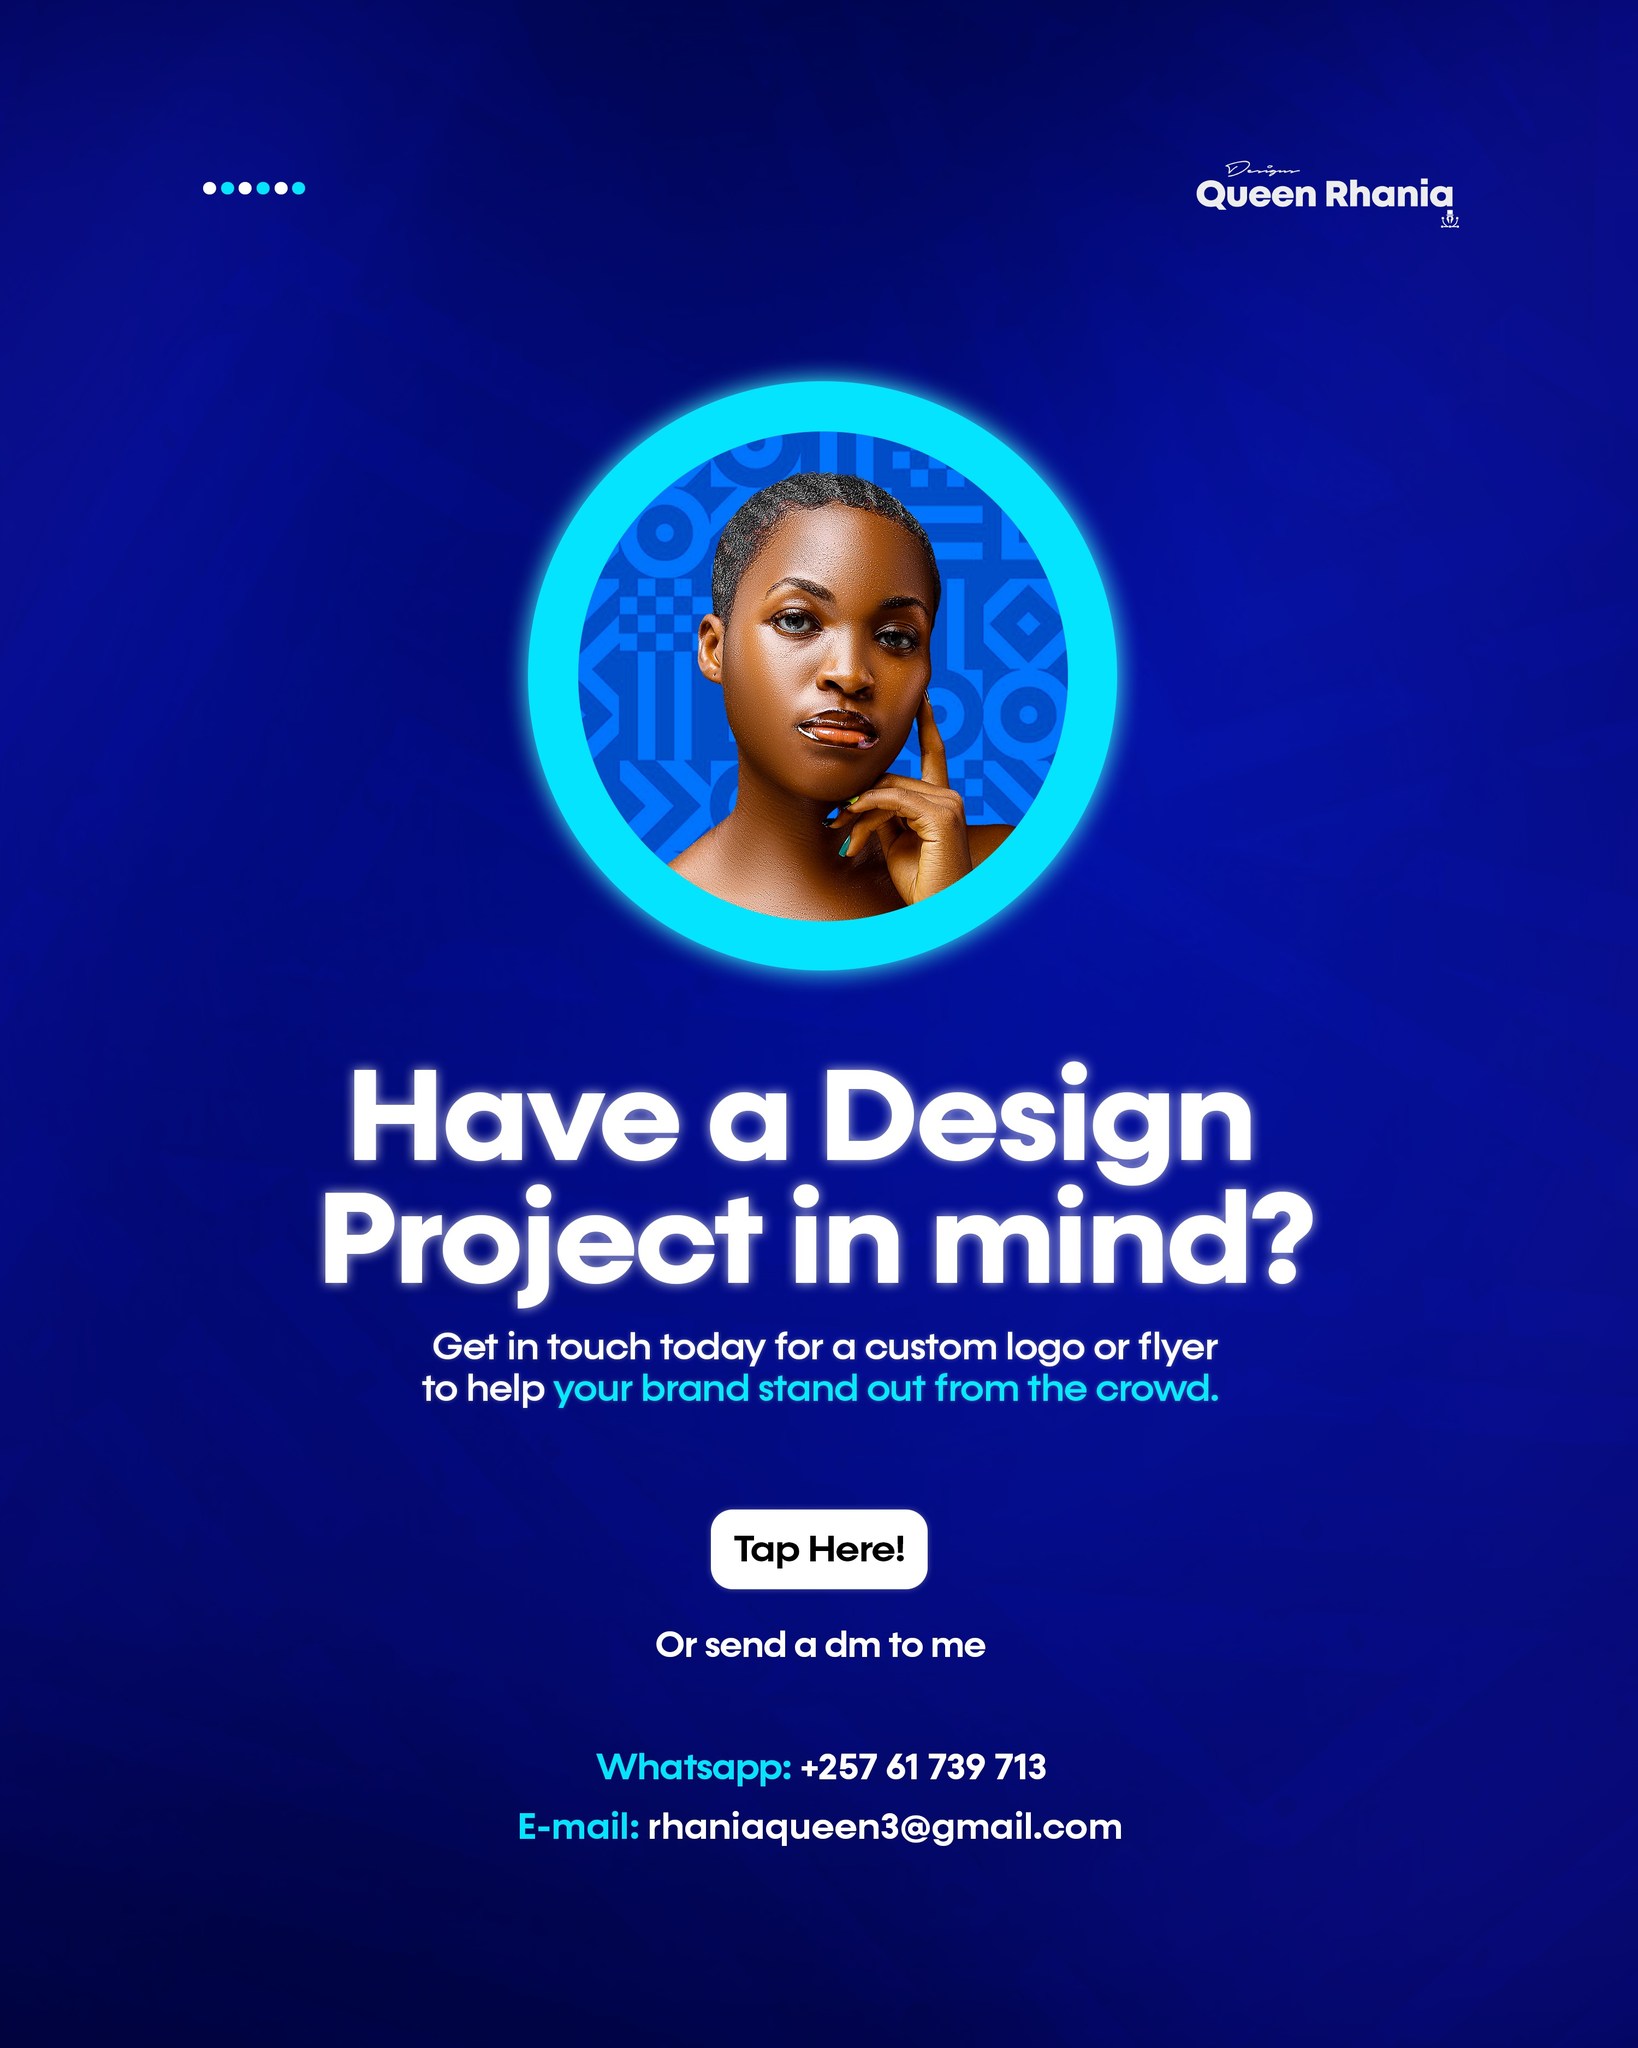 Designs
Queen Rhania
Have a Design
Project in mind?
Get in touch today for a custom logo or flyer
to help your brand stand out from the crowd.
Tap Here!
Or send a dm to me
Whatsapp: +257 61 739 713
E-mail: rhaniaqueen3@gmail.com